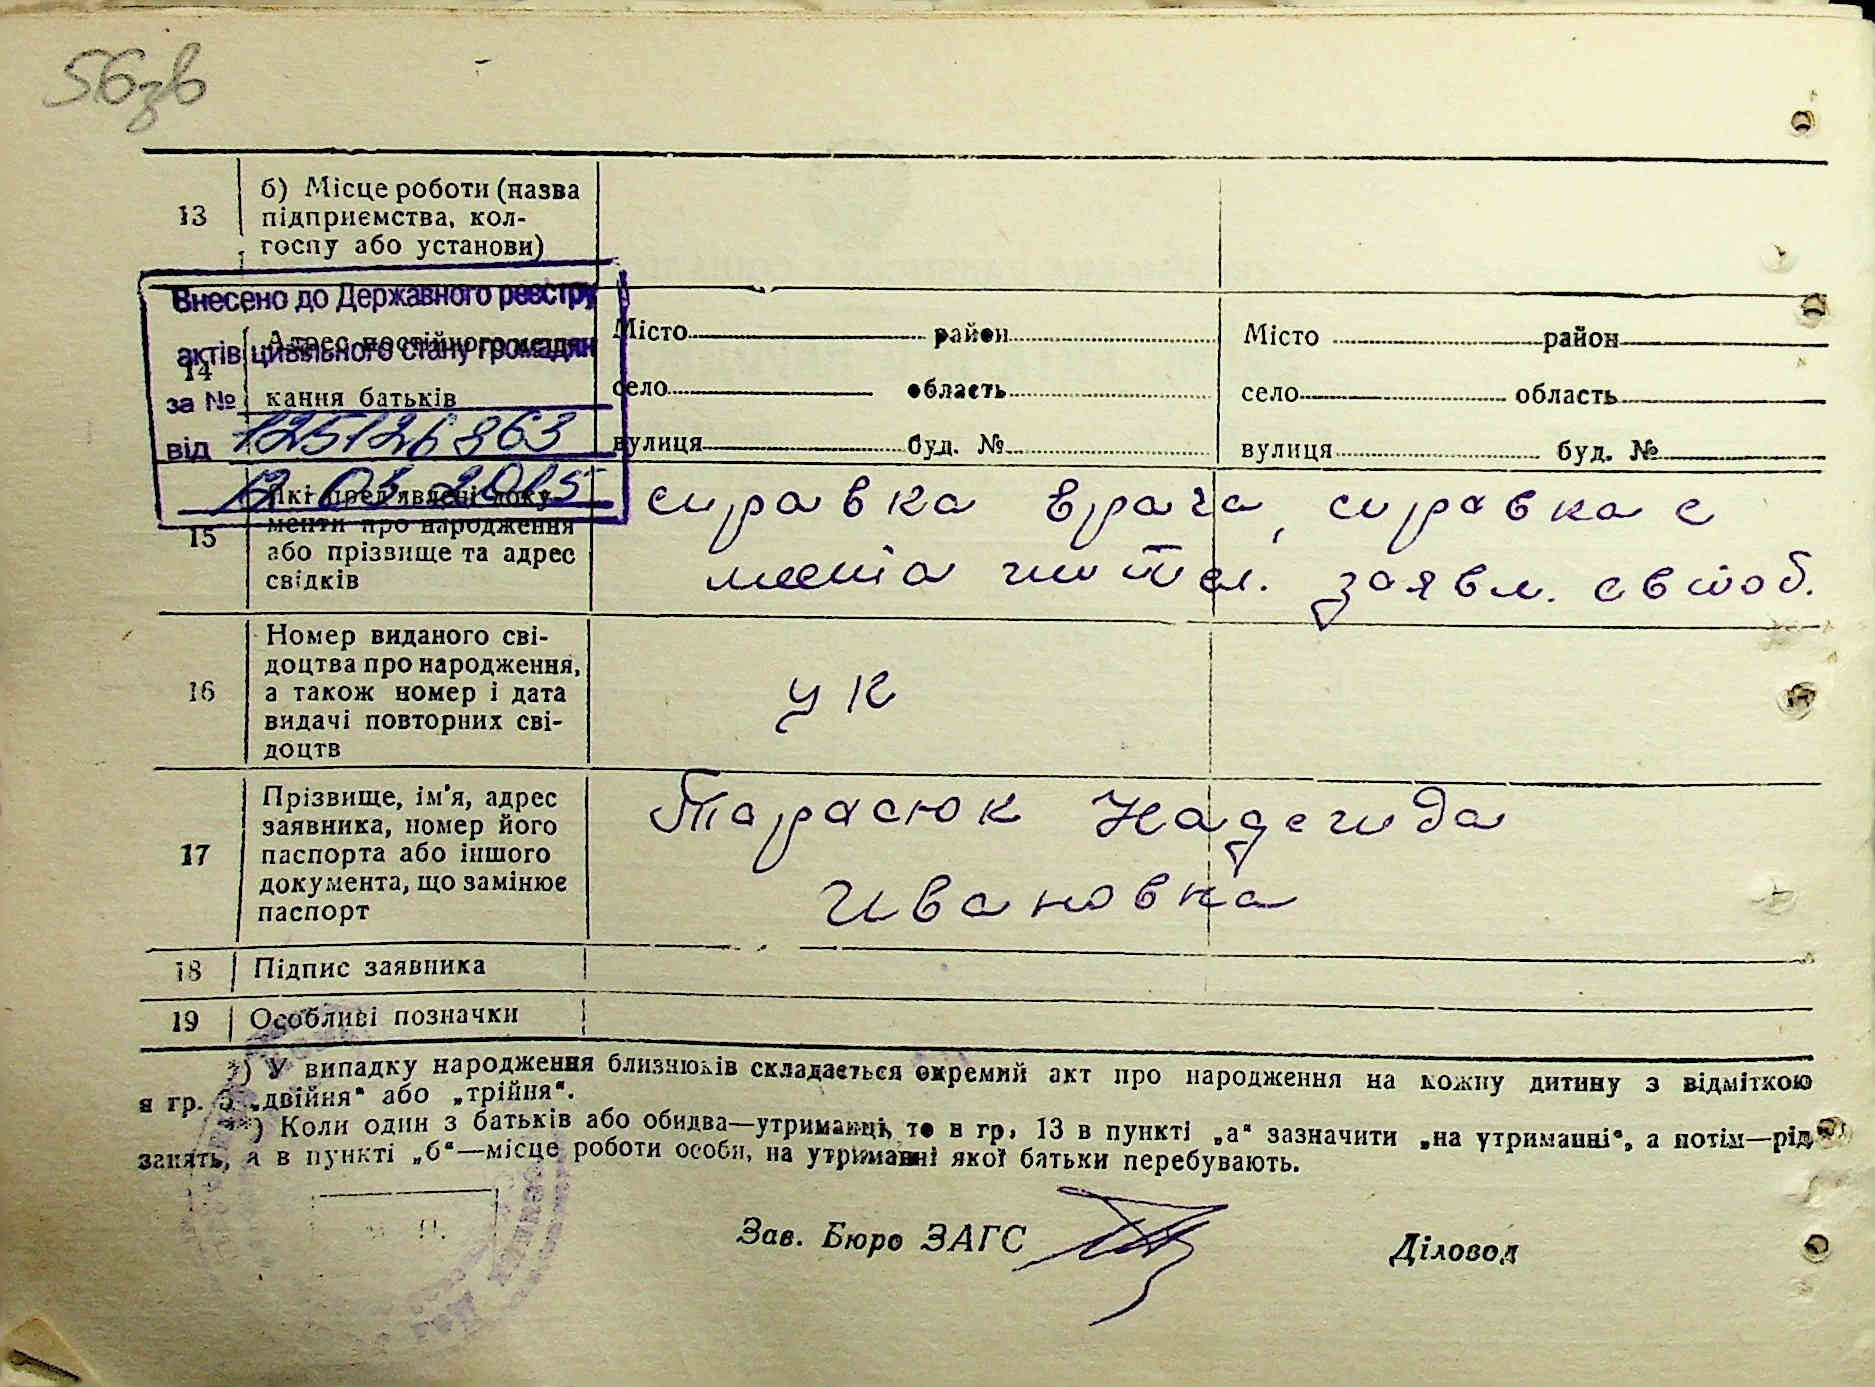 56зв
13
б) Місце роботи (назва
підприємства, кол-
госпу або установи)
Внесено до Державного реєстру
актів цивільного стану громадян
за №
від 125126863
03 2015
14
Адрес постійного
кання батьків
Місто район
село область
вулиця буд. №
Місто район
село область
вулиця буд. №
15
Які пред'явлені доку-
менти про народження
або прізвище та адрес
свідків
справка врача, справка с
места жител. заявл. свтоб.
16
Номер виданого сві-
доцтва про народження,
а також номер і дата
видачі повторних сві-
доцтв
УК
17
Прізвище, ім'я, адрес
заявника, номер його
паспорта або іншого
документа, що замінює
паспорт
Тарасюк Надежда
Ивановна
18 Підпис заявника
19 Особливі позначки
*) У випадку народження близнюків складається окремий акт про народження на кожну дитину з відміткою
в гр. 5 „двійня“ або „трійня“.
**) Коли один з батьків або обидва—утриманці, то в гр. 13 в пункті „а“ зазначити „на утриманні“, а потім—рід
занять, а в пункті „б“—місце роботи особи, на утриманні якої батьки перебувають.
Зав. Бюро ЗАГС
Діловод